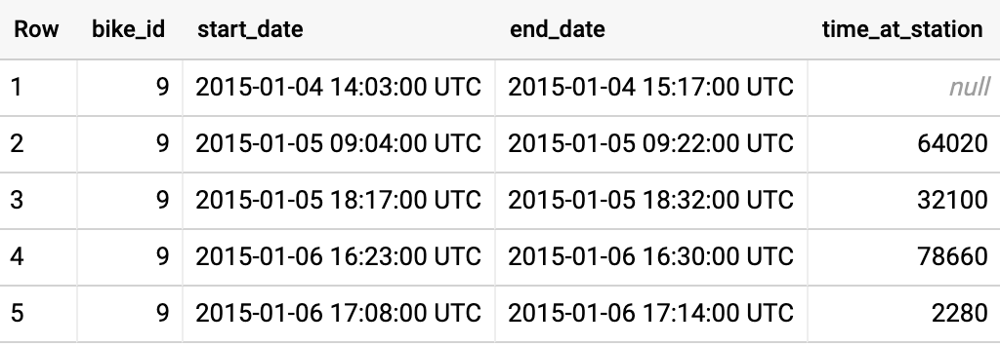 Row bike_id start_date end_date time_at_station
1 9 2015-01-04 14:03:00 UTC 2015-01-04 15:17:00 UTC null
2 9 2015-01-05 09:04:00 UTC 2015-01-05 09:22:00 UTC 64020
3 9 2015-01-05 18:17:00 UTC 2015-01-05 18:32:00 UTC 32100
4 9 2015-01-06 16:23:00 UTC 2015-01-06 16:30:00 UTC 78660
5 9 2015-01-06 17:08:00 UTC 2015-01-06 17:14:00 UTC 2280